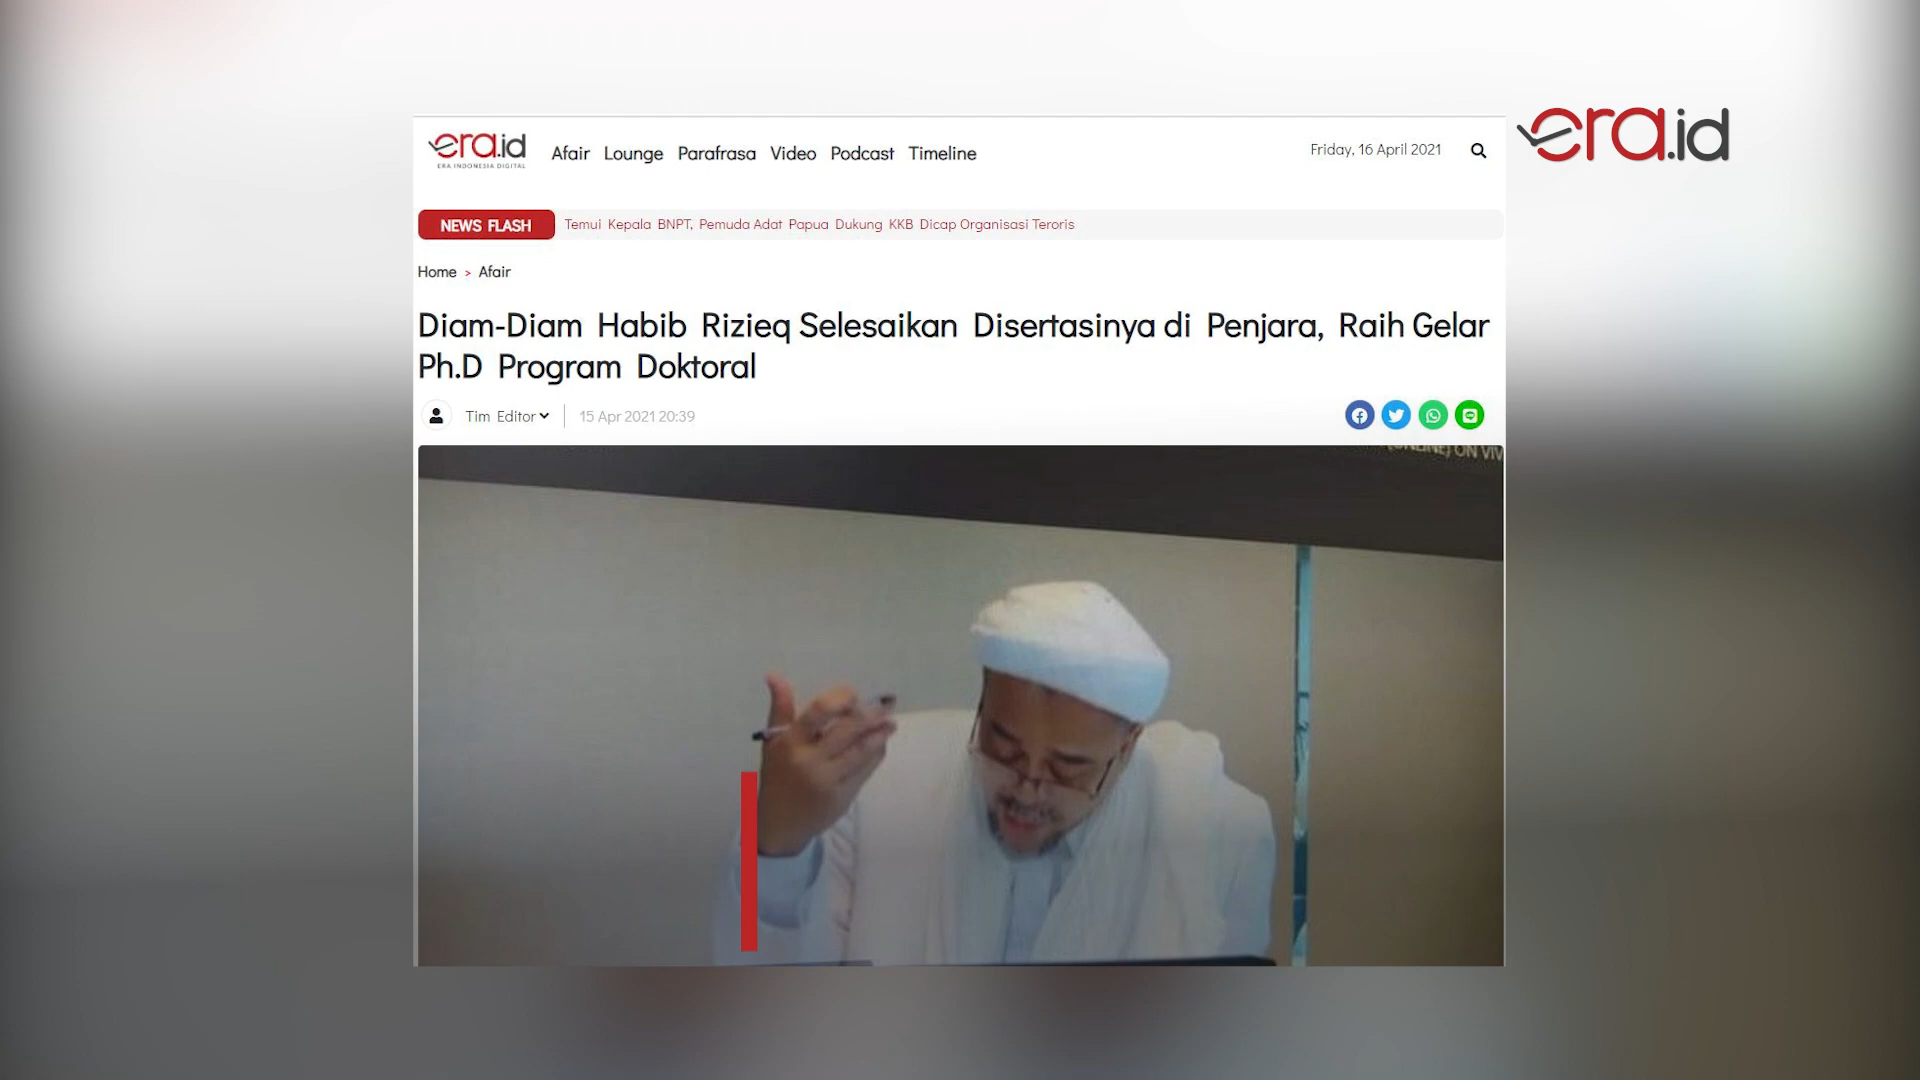 era.id
era.id
ERA INDONESIA DIGITAL
Afair Lounge Parafrasa Video Podcast Timeline
Friday, 16 April 2021
NEWS FLASH
Temui Kepala BNPT, Pemuda Adat Papua Dukung KKB Dicap Organisasi Teroris
Home > Afair
Diam-Diam Habib Rizieq Selesaikan Disertasinya di Penjara, Raih Gelar
Ph.D Program Doktoral
Tim Editor
15 Apr 2021 20:39
(ONLINE) ON